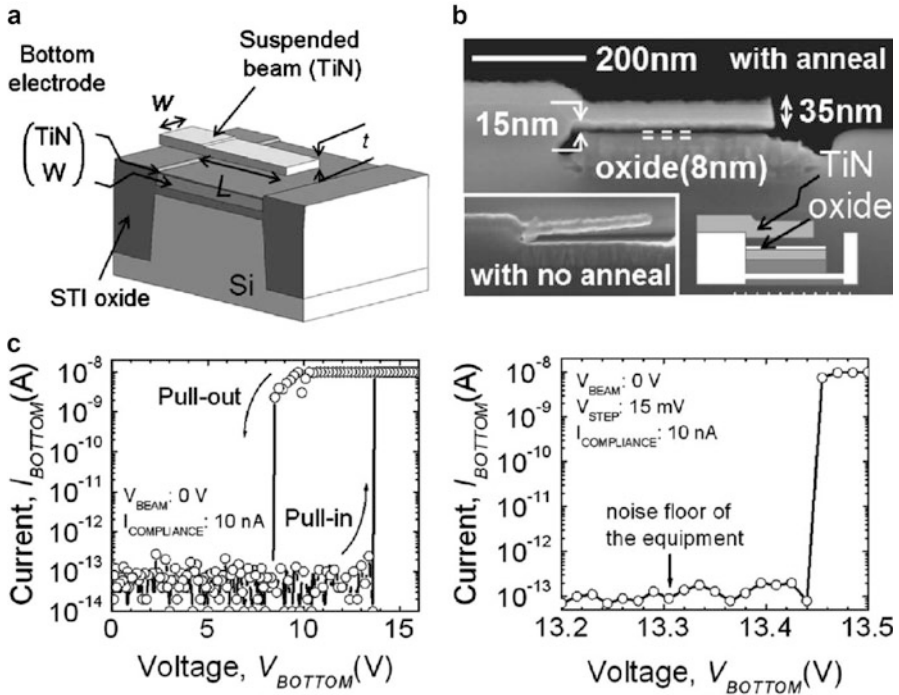 a
Bottom
electrode
(TiN
W)
Suspended
beam (TiN)
W
t
L
Si
STI oxide
b
200nm
with anneal
15nm
35nm
oxide(8nm)
TiN
oxide
with no anneal
c
Current, I_BOTTOM(A)
10^-8
10^-9
10^-10
10^-11
10^-12
10^-13
10^-14
Pull-out
V_BEAM: 0 V
I_COMPLIANCE: 10 nA
Pull-in
0 5 10 15
Voltage, V_BOTTOM(V)
Current, I_BOTTOM(A)
10^-8
10^-9
10^-10
10^-11
10^-12
10^-13
V_BEAM: 0 V
V_STEP: 15 mV
I_COMPLIANCE: 10 nA
noise floor of
the equipment
13.2 13.3 13.4 13.5
Voltage, V_BOTTOM(V)